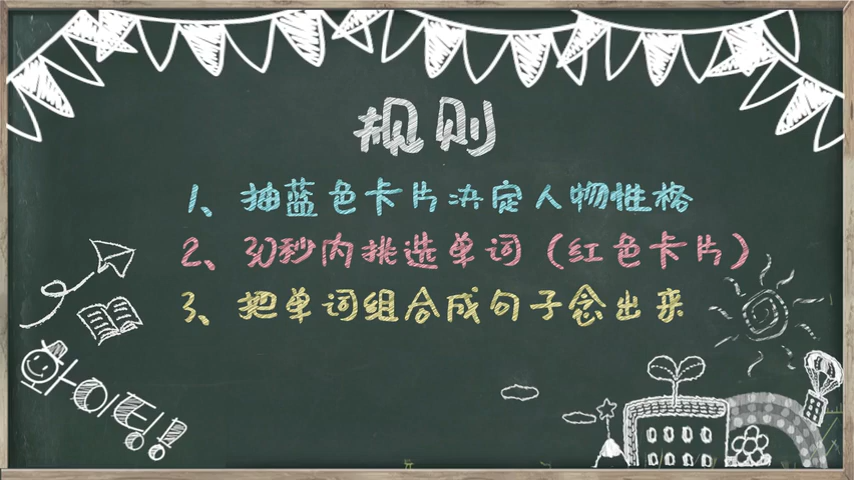 规则
1、抽蓝色卡片决定人物性格
2、30秒内挑选单词（红色卡片）
3、把单词组合成句子念出来
화이팅!!